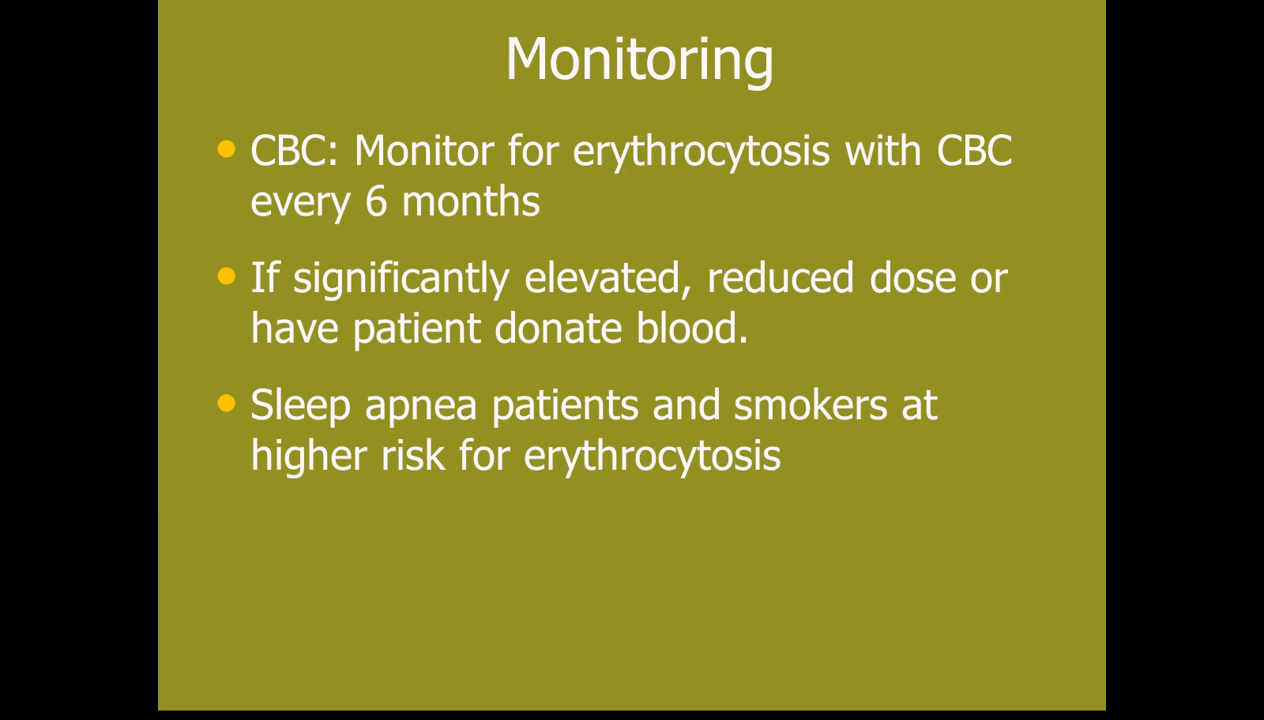 Monitoring
• CBC: Monitor for erythrocytosis with CBC
every 6 months
• If significantly elevated, reduced dose or
have patient donate blood.
• Sleep apnea patients and smokers at
higher risk for erythrocytosis